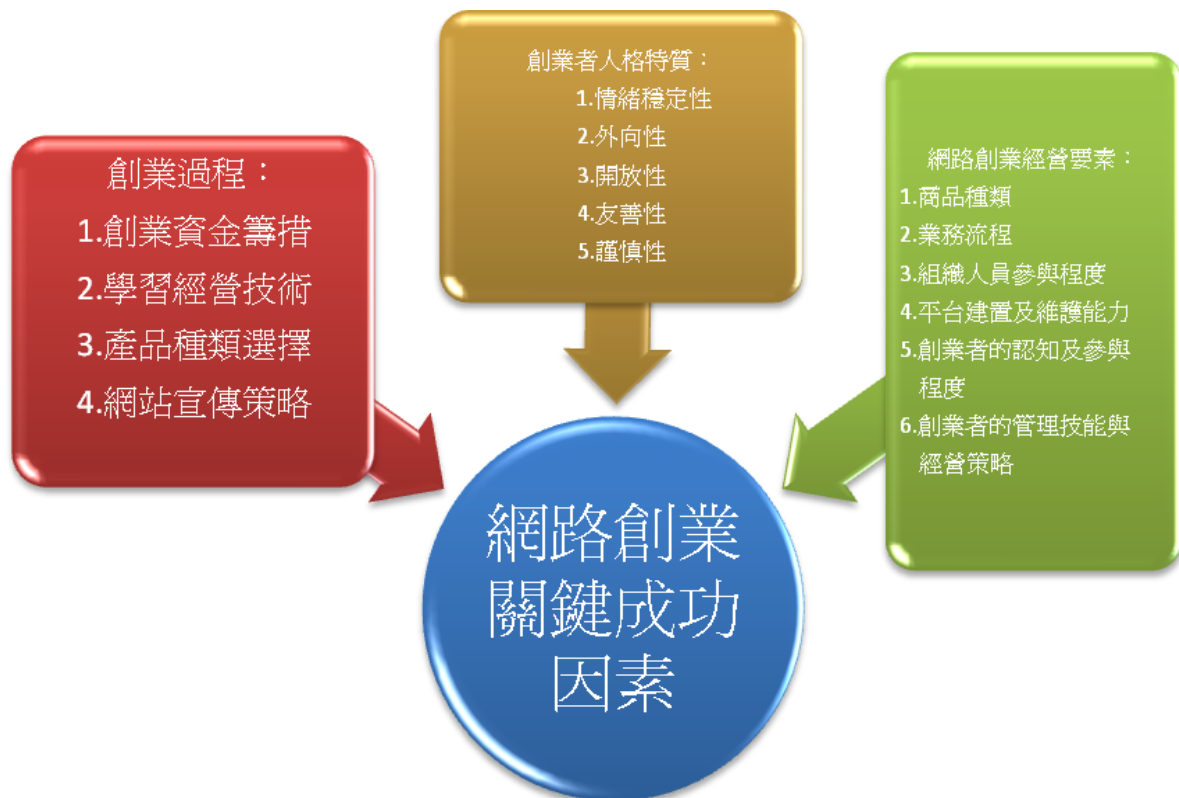 創業過程：
1.創業資金籌措
2.學習經營技術
3.產品種類選擇
4.網站宣傳策略
創業者人格特質：
1.情緒穩定性
2.外向性
3.開放性
4.友善性
5.謹慎性
網路創業經營要素：
1.商品種類
2.業務流程
3.組織人員參與程度
4.平台建置及維護能力
5.創業者的認知及參與
程度
6.創業者的管理技能與
經營策略
網路創業
關鍵成功
因素